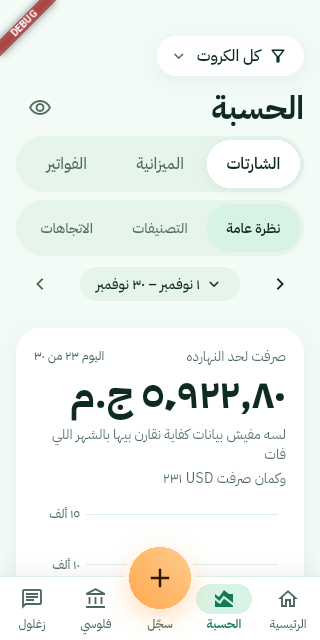 DEBUG
كل الكروت
الحسبة
الشارتات
الميزانية
الفواتير
نظرة عامة
التصنيفات
الاتجاهات
١ نوفمبر – ٣٠ نوفمبر
صرفت لحد النهارده
اليوم ٢٣ من ٣٠
٥,٩٢٢,٨٠ ج.م
لسه مفيش بيانات كفاية نقارن بيها بالشهر اللي
فات
وكمان صرفت USD ٢٣١
١٥ ألف
١٠ ألف
الرئيسية
الحسبة
سجّل
فلوسي
زغلول